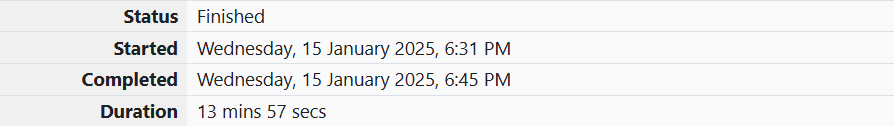 Status Finished
Started Wednesday, 15 January 2025, 6:31 PM
Completed Wednesday, 15 January 2025, 6:45 PM
Duration 13 mins 57 secs